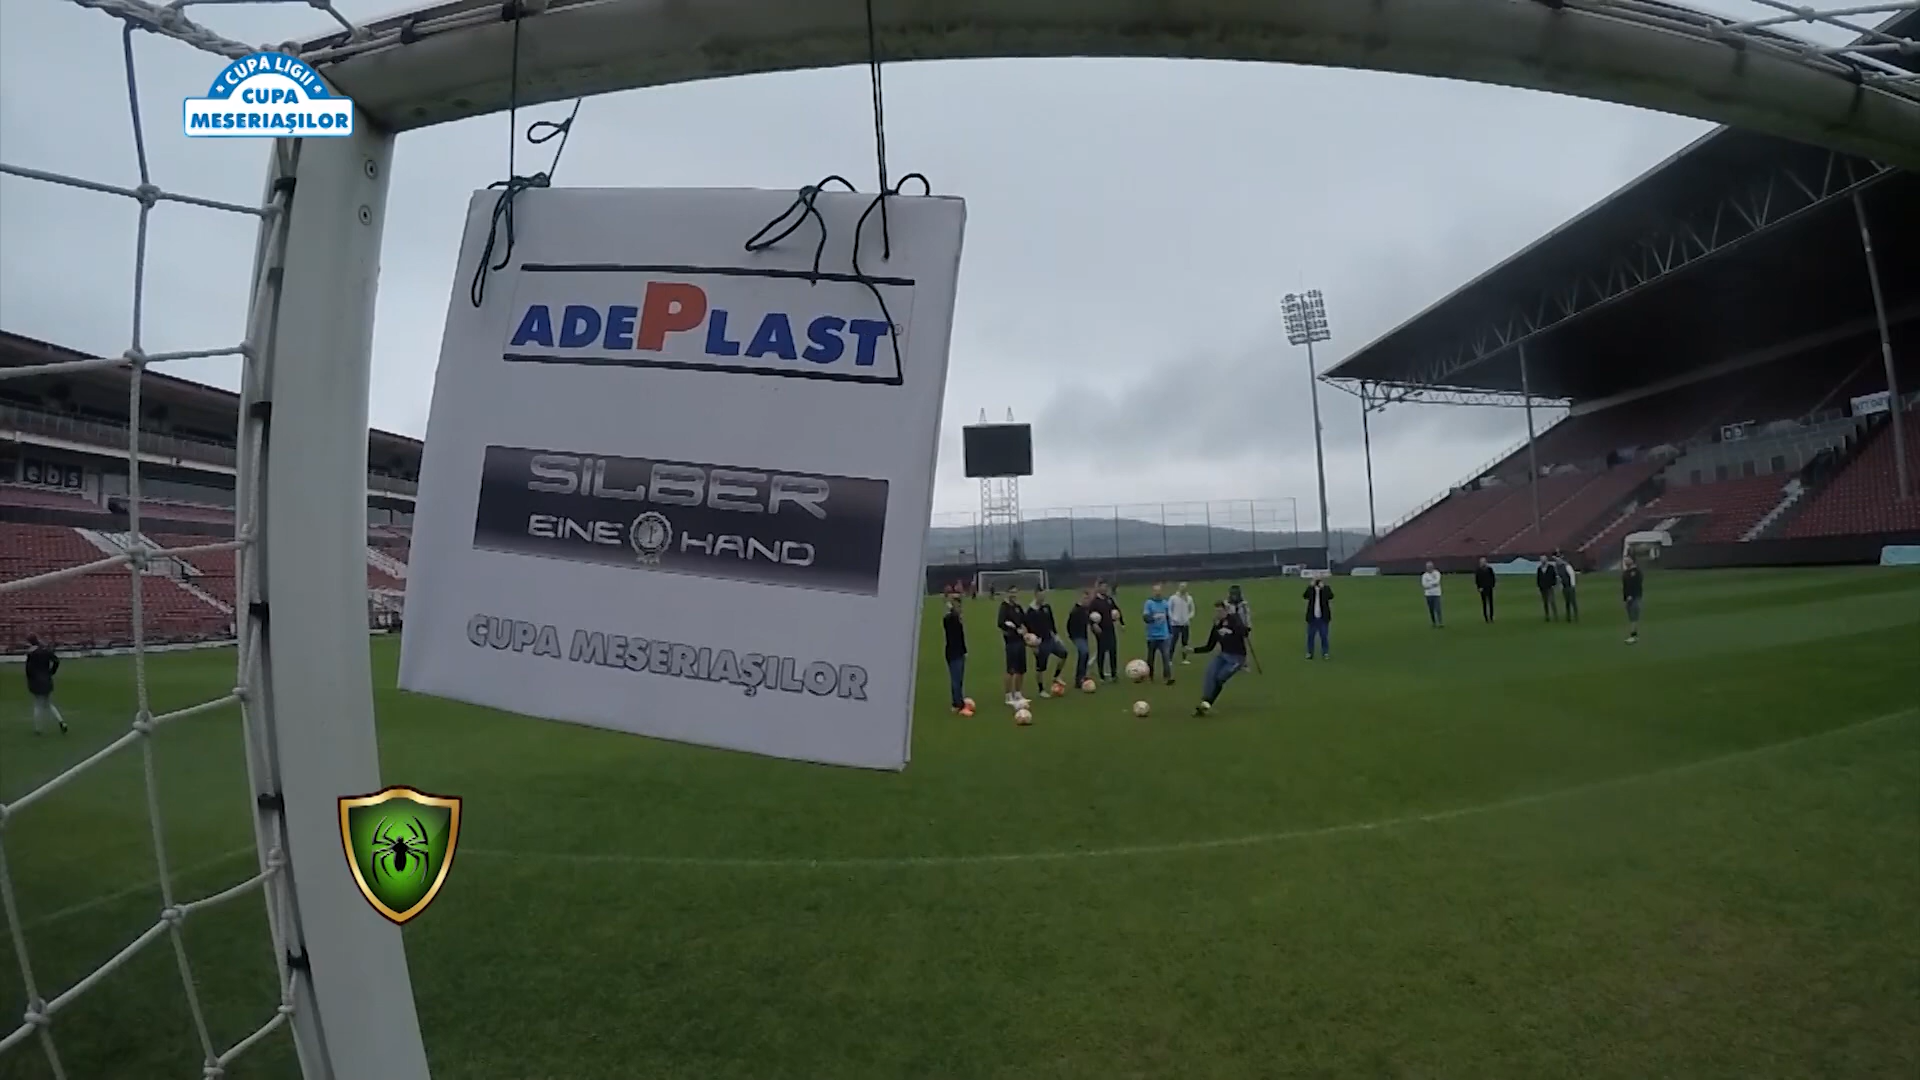 CUPA LIGII
CUPA
MESERIAȘILOR
ADEPLAST
SILBER
EINE HAND
CUPA MESERIAȘILOR
ebs